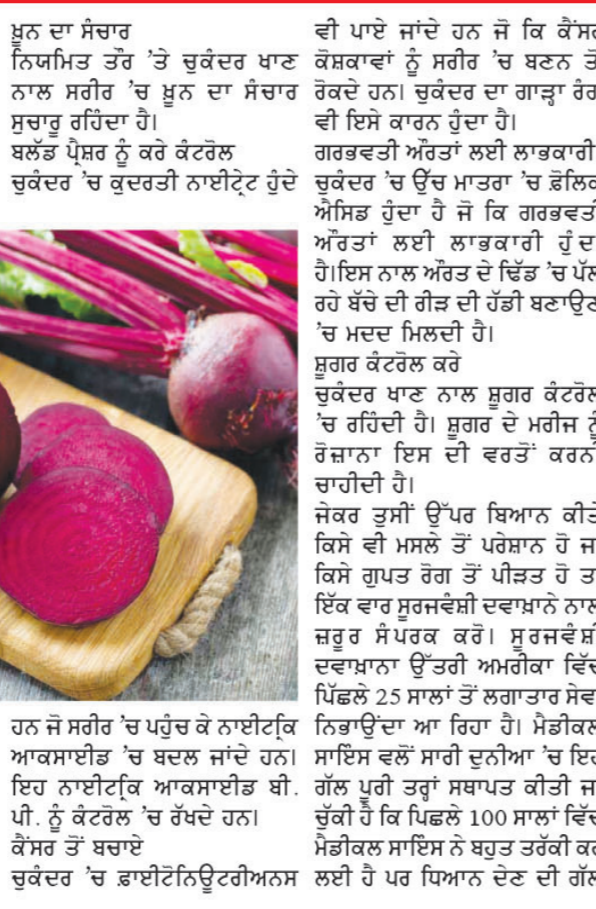 ਖ਼ੂਨ ਦਾ ਸੰਚਾਰ
ਨਿਯਮਿਤ ਤੌਰ ’ਤੇ ਚੁਕੰਦਰ ਖਾਣ
ਨਾਲ ਸਰੀਰ ’ਚ ਖ਼ੂਨ ਦਾ ਸੰਚਾਰ
ਸੁਚਾਰੂ ਰਹਿੰਦਾ ਹੈ।
ਬਲੱਡ ਪ੍ਰੈਸ਼ਰ ਨੂੰ ਕਰੇ ਕੰਟਰੋਲ
ਚੁਕੰਦਰ ’ਚ ਕੁਦਰਤੀ ਨਾਈਟ੍ਰੇਟ ਹੁੰਦੇ
ਹਨ ਜੋ ਸਰੀਰ ’ਚ ਪਹੁੰਚ ਕੇ ਨਾਈਟਕ੍ਰਿ
ਆਕਸਾਈਡ ’ਚ ਬਦਲ ਜਾਂਦੇ ਹਨ।
ਇਹ ਨਾਈਟਕ੍ਰਿ ਆਕਸਾਈਡ ਬੀ.
ਪੀ. ਨੂੰ ਕੰਟਰੋਲ ’ਚ ਰੱਖਦੇ ਹਨ।
ਕੈਂਸਰ ਤੋਂ ਬਚਾਏ
ਚੁਕੰਦਰ ’ਚ ਫ਼ਾਈਟੋਨਿਊਟਰੀਅਨਸ
ਵੀ ਪਾਏ ਜਾਂਦੇ ਹਨ ਜੋ ਕਿ ਕੈਂਸਰ
ਕੋਸ਼ਕਾਵਾਂ ਨੂੰ ਸਰੀਰ ’ਚ ਬਣਨ ਤੋਂ
ਰੋਕਦੇ ਹਨ। ਚੁਕੰਦਰ ਦਾ ਗਾੜ੍ਹਾ
ਵੀ ਇਸੇ ਕਾਰਨ ਹੁੰਦਾ ਹੈ।
ਗਰਭਵਤੀ ਔਰਤਾਂ ਲਈ ਲਾਭਕਾਰੀ
ਚੁਕੰਦਰ ’ਚ ਉੱਚ ਮਾਤਰਾ ’ਚ ਫ਼ੋਲਿਕ
ਐਸਿਡ ਹੁੰਦਾ ਹੈ ਜੋ ਕਿ ਗਰਭਵਤੀ
ਔਰਤਾਂ ਲਈ ਲਾਭਕਾਰੀ ਹੁੰਦਾ
ਹੈ।ਇਸ ਨਾਲ ਔਰਤ ਦੇ ਢਿੱਡ ’ਚ ਪੱਲ
ਰਹੇ ਬੱਚੇ ਦੀ ਰੀੜ ਦੀ ਹੱਡੀ ਬਣਾਉਣ
’ਚ ਮਦਦ ਮਿਲਦੀ ਹੈ।
ਸ਼ੂਗਰ ਕੰਟਰੋਲ ਕਰੇ
ਚੁਕੰਦਰ ਖਾਣ ਨਾਲ ਸ਼ੂਗਰ ਕੰਟਰੋਲ
’ਚ ਰਹਿੰਦੀ ਹੈ। ਸ਼ੂਗਰ ਦੇ ਮਰੀਜ ਨੂੰ
ਰੋਜ਼ਾਨਾ ਇਸ ਦੀ ਵਰਤੋਂ ਕਰਨੀ
ਚਾਹੀਦੀ ਹੈ।
ਜੇਕਰ ਤੁਸੀਂ ਉੱਪਰ ਬਿਆਨ ਕੀਤੇ
ਕਿਸੇ ਵੀ ਮਸਲੇ ਤੋਂ ਪਰੇਸ਼ਾਨ ਹੋ
ਕਿਸੇ ਗੁਪਤ ਰੋਗ ਤੋਂ ਪੀੜਤ ਹੋ
ਇੱਕ ਵਾਰ ਸੂਰਜਵੰਸ਼ੀ ਦਵਾਖ਼ਾਨੇ ਨਾਲ
ਜ਼ਰੂਰ ਸੰਪਰਕ ਕਰੋ। ਸੂਰਜਵੰਸ਼ੀ
ਦਵਾਖ਼ਾਨਾ ਉੱਤਰੀ ਅਮਰੀਕਾ ਵਿੱਚ
ਪਿੱਛਲੇ 25 ਸਾਲਾਂ ਤੋਂ ਲਗਾਤਾਰ ਸੇਵਾ
ਨਿਭਾਉਂਦਾ ਆ ਰਿਹਾ ਹੈ। ਮੈਡੀਕਲ
ਸਾਇੰਸ ਵਲੋਂ ਸਾਰੀ ਦੁਨੀਆ ’ਚ ਇਹ
ਗੱਲ ਪੂਰੀ ਤਰ੍ਹਾਂ ਸਥਾਪਤ ਕੀਤੀ ਜਾ
ਚੁੱਕੀ ਹੈ ਕਿ ਪਿਛਲੇ 100 ਸਾਲਾਂ ਵਿੱਚ
ਮੈਡੀਕਲ ਸਾਇੰਸ ਨੇ ਬਹੁਤ ਤਰੱਕੀ ਕਰ
ਲਈ ਹੈ ਪਰ ਧਿਆਨ ਦੇਣ ਦੀ ਗੱਲ